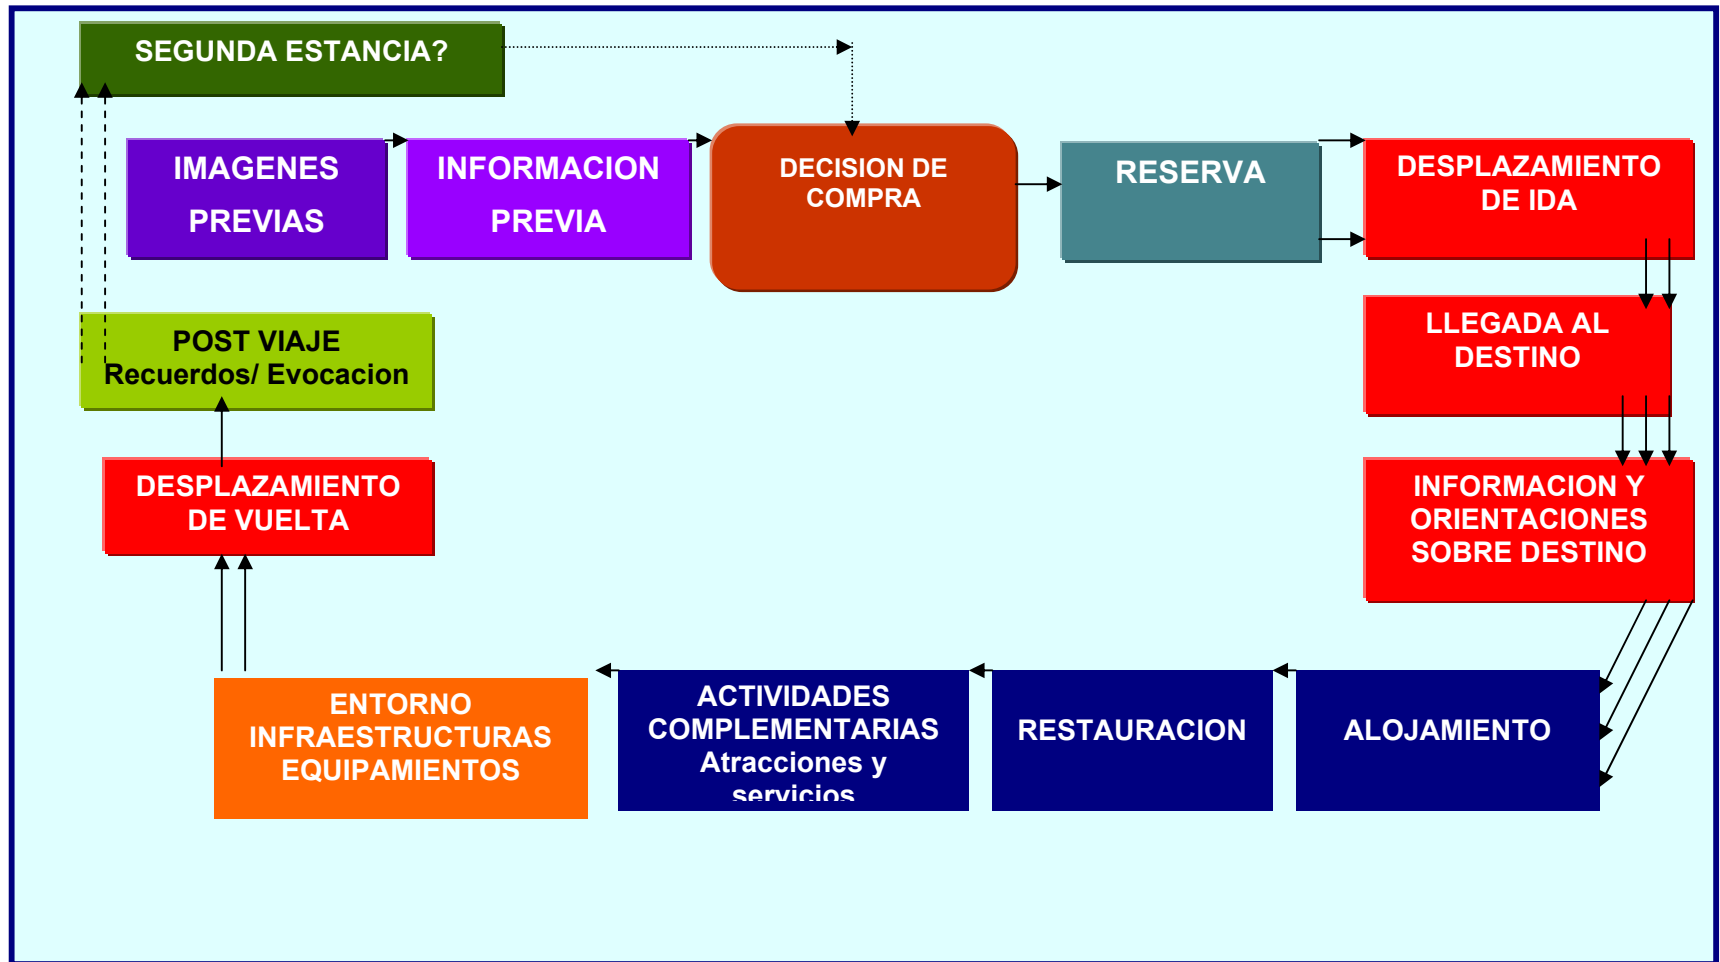 SEGUNDA ESTANCIA?
IMAGENES
PREVIAS
INFORMACION
PREVIA
DECISION DE
COMPRA
RESERVA
DESPLAZAMIENTO
DE IDA
LLEGADA AL
DESTINO
POST VIAJE
Recuerdos/ Evocacion
DESPLAZAMIENTO
DE VUELTA
INFORMACION Y
ORIENTACIONES
SOBRE DESTINO
ENTORNO
INFRAESTRUCTURAS
EQUIPAMIENTOS
ACTIVIDADES
COMPLEMENTARIAS
Atracciones y
servicios
RESTAURACION
ALOJAMIENTO